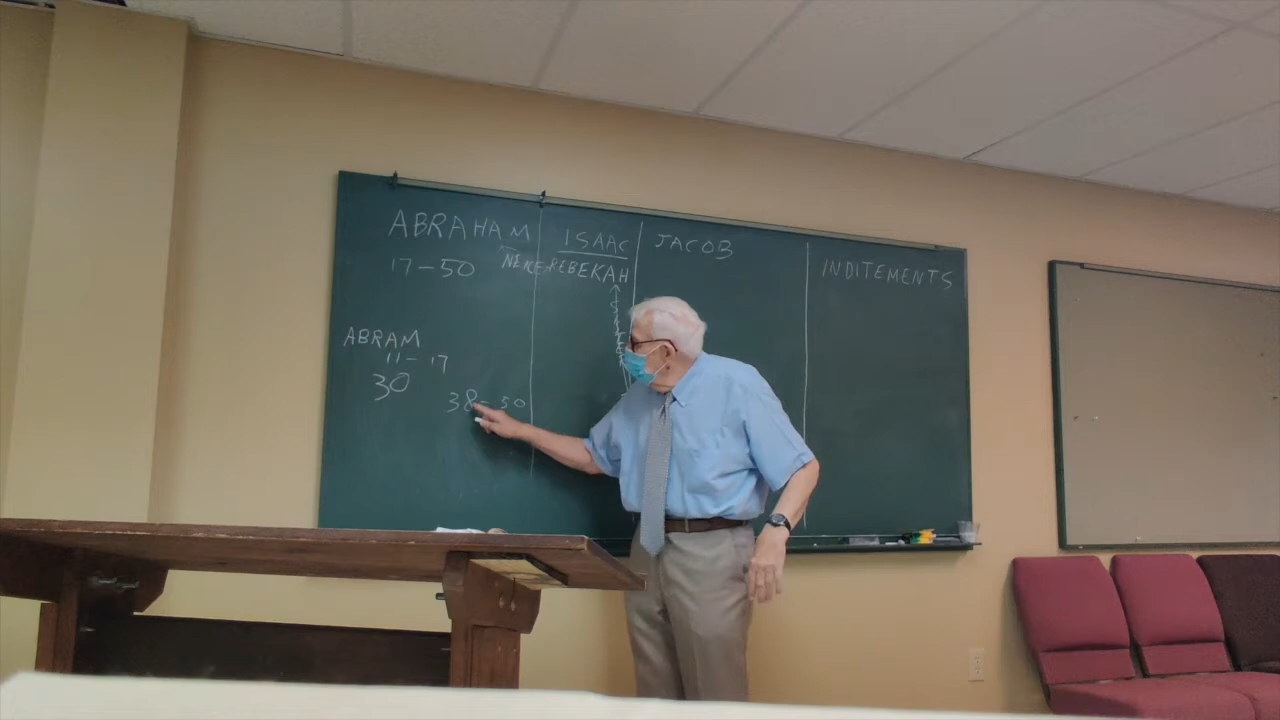 ABRAHAM
17-50
ABRAM
11-17
30
38-50
ISAAC
REBEKAH
JACOB
INDITEMENTS